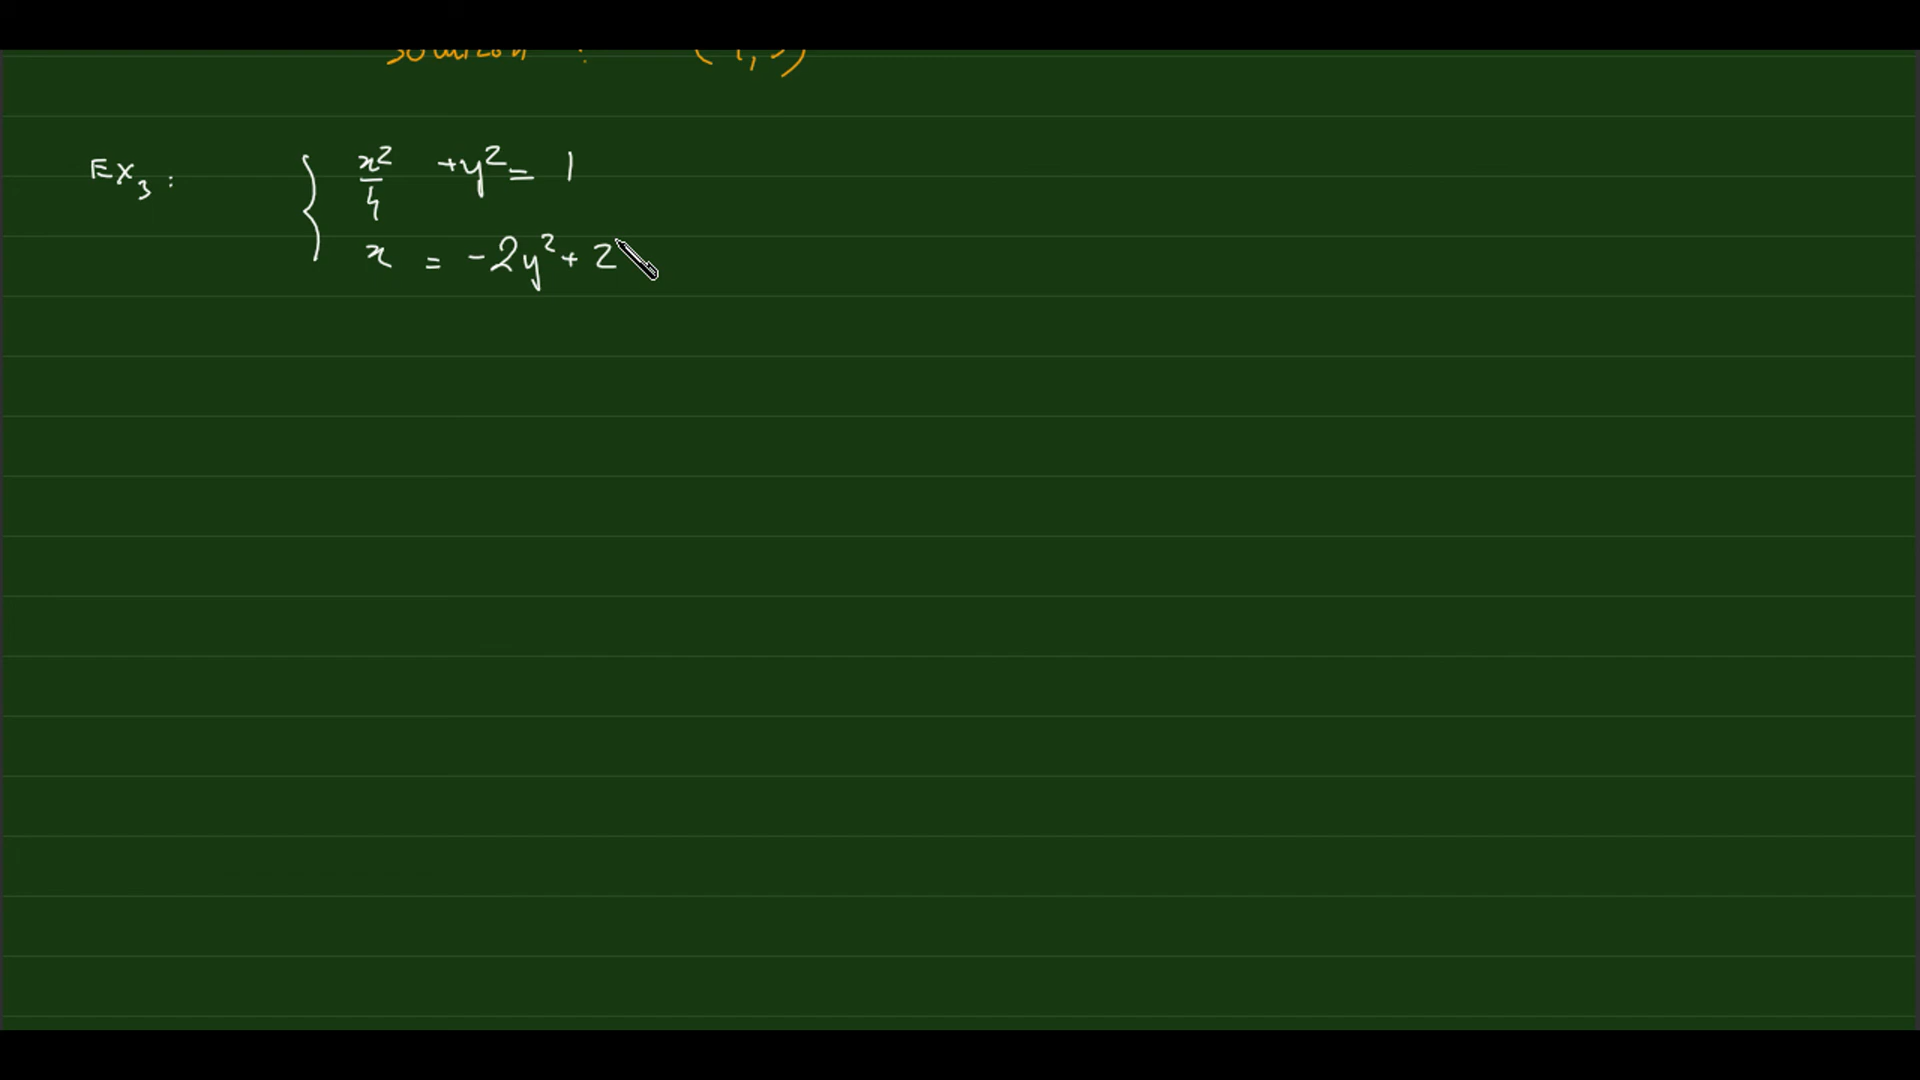 Ex₃: x²/4 + y² = 1
x = -2y² + 2